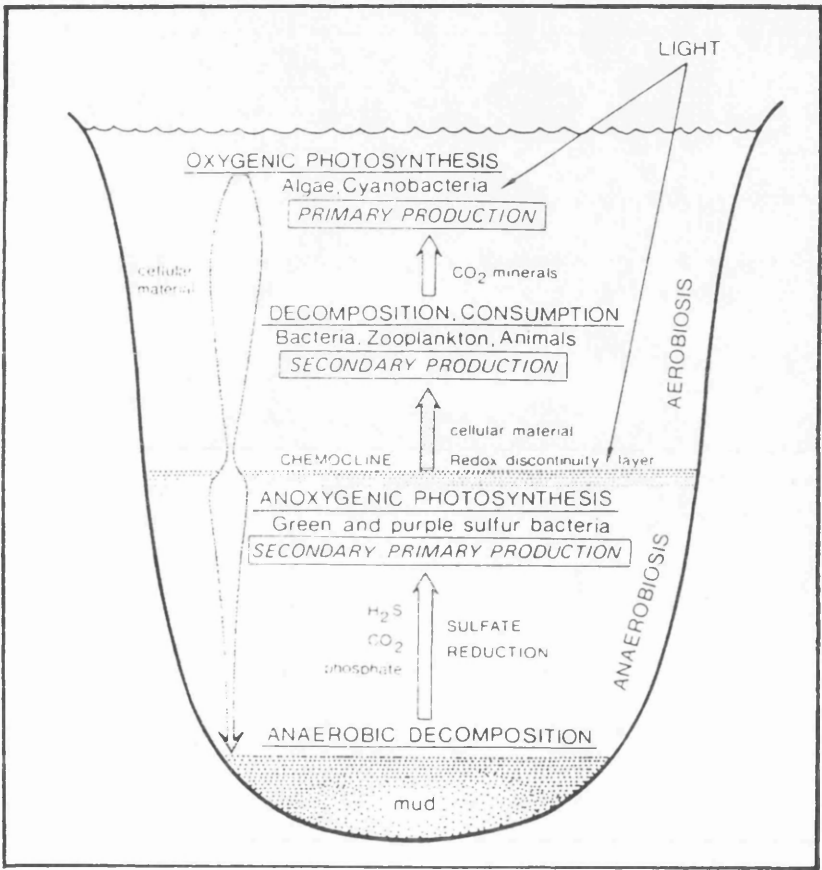 LIGHT
OXYGENIC PHOTOSYNTHESIS
Algae, Cyanobacteria
PRIMARY PRODUCTION
cellular
material
CO₂ minerals
DECOMPOSITION, CONSUMPTION
Bacteria, Zooplankton, Animals
SECONDARY PRODUCTION
AEROBIOSIS
cellular material
CHEMOCLINE Redox discontinuity layer
ANOXYGENIC PHOTOSYNTHESIS
Green and purple sulfur bacteria
SECONDARY PRIMARY PRODUCTION
ANAEROBIOSIS
H₂S
CO₂
phosphate
SULFATE
REDUCTION
ANAEROBIC DECOMPOSITION
mud